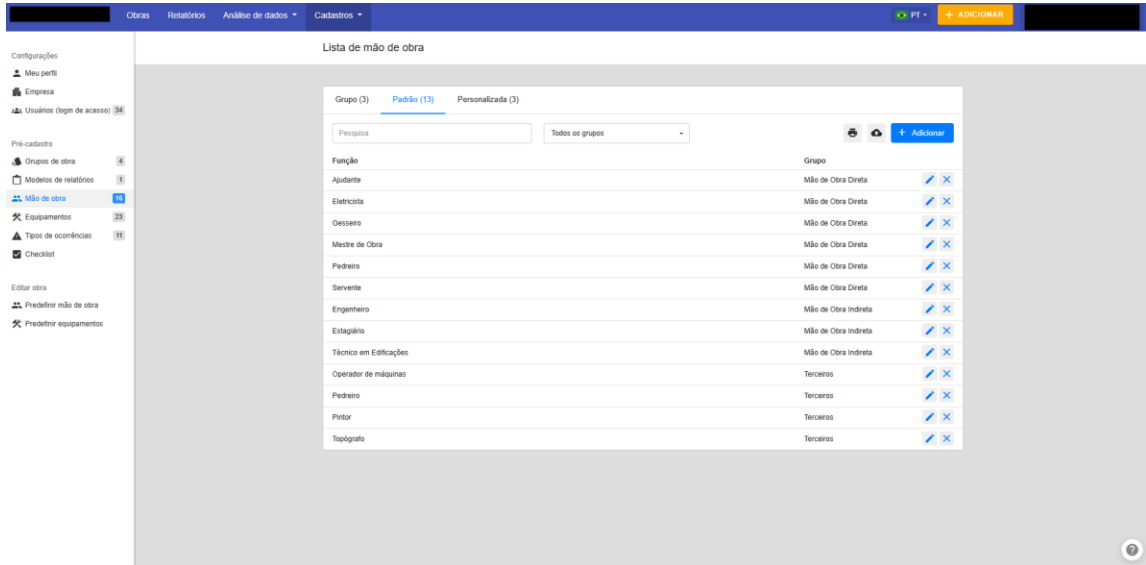 Obras Relatórios Análise de dados Cadastros PT + ADICIONAR
Configurações
Meu perfil
Empresa
Usuários (login de acesso) 34
Pré-cadastro
Grupos de obra 4
Modelos de relatórios 1
Mão de obra 16
Equipamentos 23
Tipos de ocorrências 11
Checklist
Editar obra
Predefinir mão de obra
Predefinir equipamentos
Lista de mão de obra
Grupo (3) Padrão (13) Personalizada (3)
Pesquisa Todos os grupos + Adicionar
Função Grupo
Ajudante Mão de Obra Direta
Eletricista Mão de Obra Direta
Gesseiro Mão de Obra Direta
Mestre de Obra Mão de Obra Direta
Pedreiro Mão de Obra Direta
Servente Mão de Obra Direta
Engenheiro Mão de Obra Indireta
Estagiário Mão de Obra Indireta
Técnico em Edificações Mão de Obra Indireta
Operador de máquinas Terceiros
Pedreiro Terceiros
Pintor Terceiros
Topógrafo Terceiros